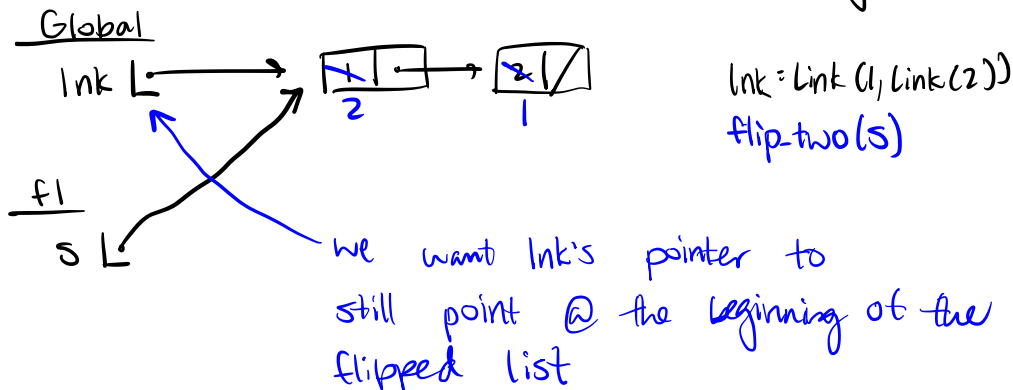 Global
lnk
1 2
2 1
lnk = Link(1, Link(2))
flip_two(s)
f1
s
we want lnk's pointer to
still point @ the beginning of the
flipped list